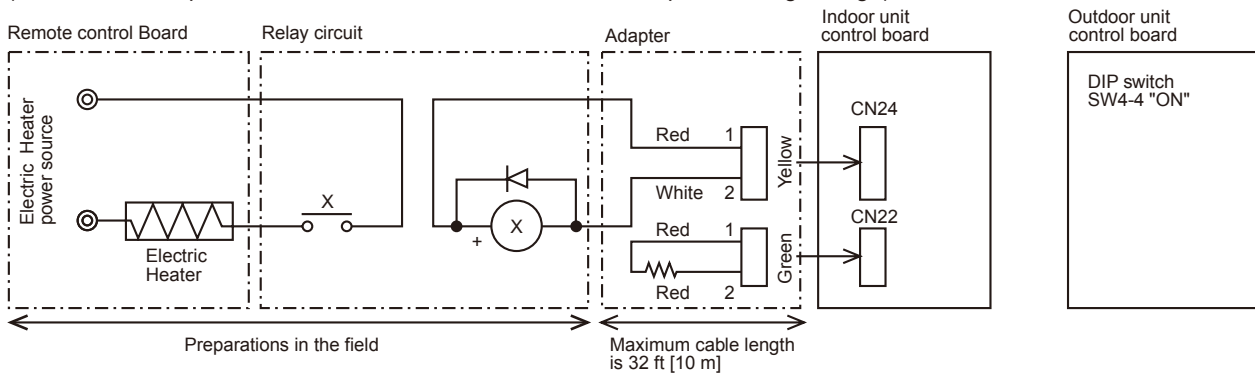 Remote control Board
Relay circuit
Adapter
Indoor unit
control board
Outdoor unit
control board
Electric Heater
power source
Electric
Heater
X
+
X
Red 1
White 2
Yellow
Red 1
Red 2
Green
CN24
CN22
DIP switch
SW4-4 "ON"
Preparations in the field
Maximum cable length
is 32 ft [10 m]